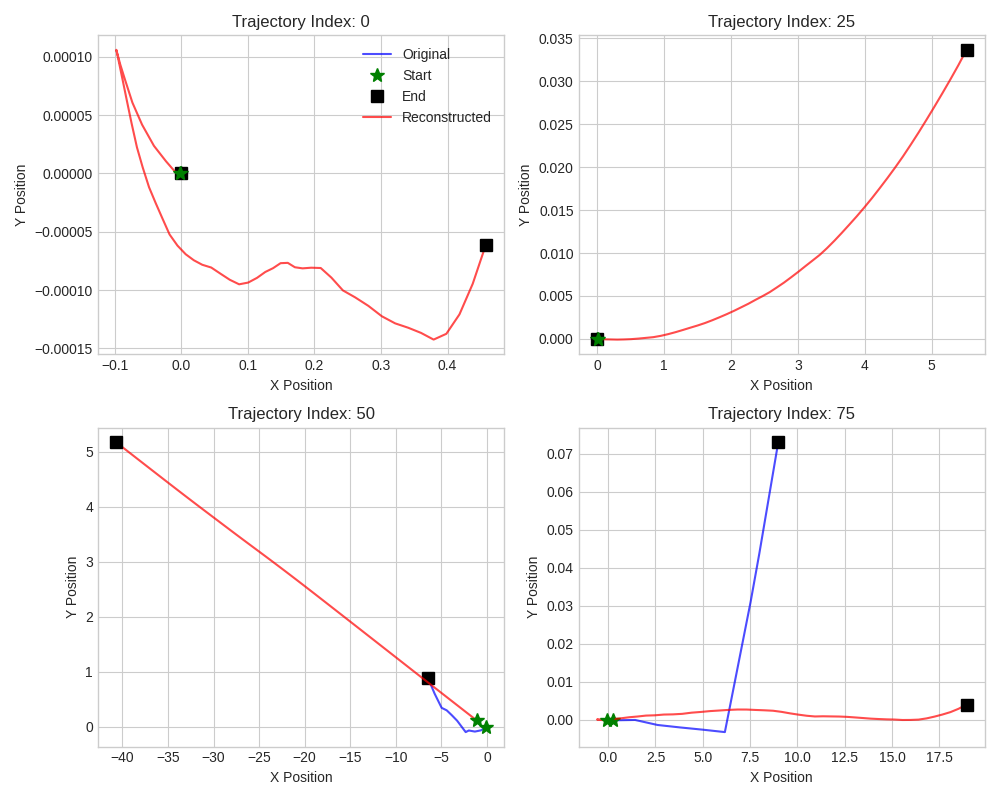 Trajectory Index: 0
Original
Start
End
Reconstructed
0.00010
0.00005
0.00000
−0.00005
−0.00010
−0.00015
Y Position
−0.1 0.0 0.1 0.2 0.3 0.4
X Position
Trajectory Index: 25
0.035
0.030
0.025
0.020
0.015
0.010
0.005
0.000
Y Position
0 1 2 3 4 5
X Position
Trajectory Index: 50
5
4
3
2
1
0
Y Position
−40 −35 −30 −25 −20 −15 −10 −5 0
X Position
Trajectory Index: 75
0.07
0.06
0.05
0.04
0.03
0.02
0.01
0.00
Y Position
0.0 2.5 5.0 7.5 10.0 12.5 15.0 17.5
X Position